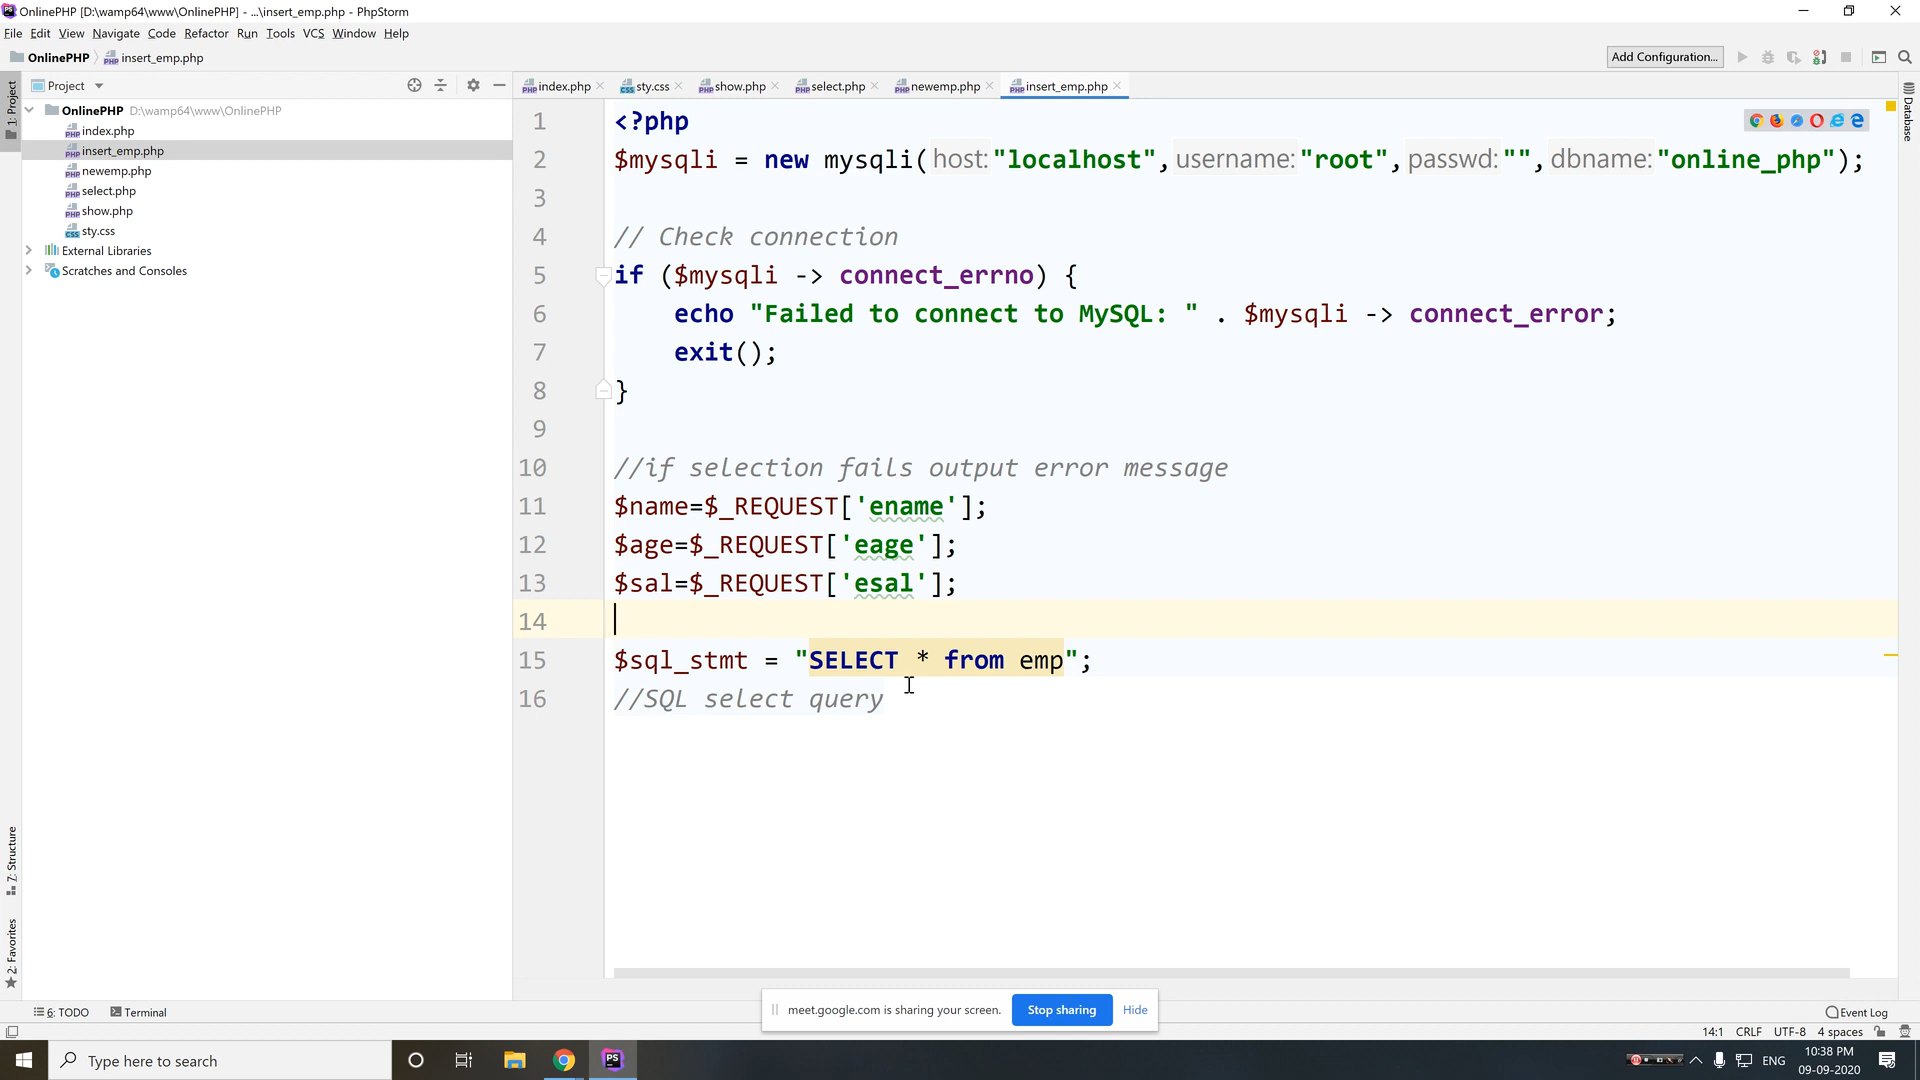 OnlinePHP [D:\wamp64\www\OnlinePHP] - ...\insert_emp.php - PhpStorm
File Edit View Navigate Code Refactor Run Tools VCS Window Help
OnlinePHP insert_emp.php Add Configuration...
Project
index.php sty.css show.php select.php newemp.php insert_emp.php
1: Project
OnlinePHP D:\wamp64\www\OnlinePHP
index.php
insert_emp.php
newemp.php
select.php
show.php
sty.css
External Libraries
Scratches and Consoles
1 <?php
2 $mysqli = new mysqli( host: "localhost", username: "root", passwd: "", dbname: "online_php");
3
4 // Check connection
5 if ($mysqli -> connect_errno) {
6 echo "Failed to connect to MySQL: " . $mysqli -> connect_error;
7 exit();
8 }
9
10 //if selection fails output error message
11 $name=$_REQUEST['ename'];
12 $age=$_REQUEST['eage'];
13 $sal=$_REQUEST['esal'];
14
15 $sql_stmt = "SELECT * from emp";
16 //SQL select query
Database
7: Structure
2: Favorites
meet.google.com is sharing your screen. Stop sharing Hide
6: TODO Terminal Event Log
14:1 CRLF UTF-8 4 spaces
Type here to search
PS
ENG
10:38 PM
09-09-2020